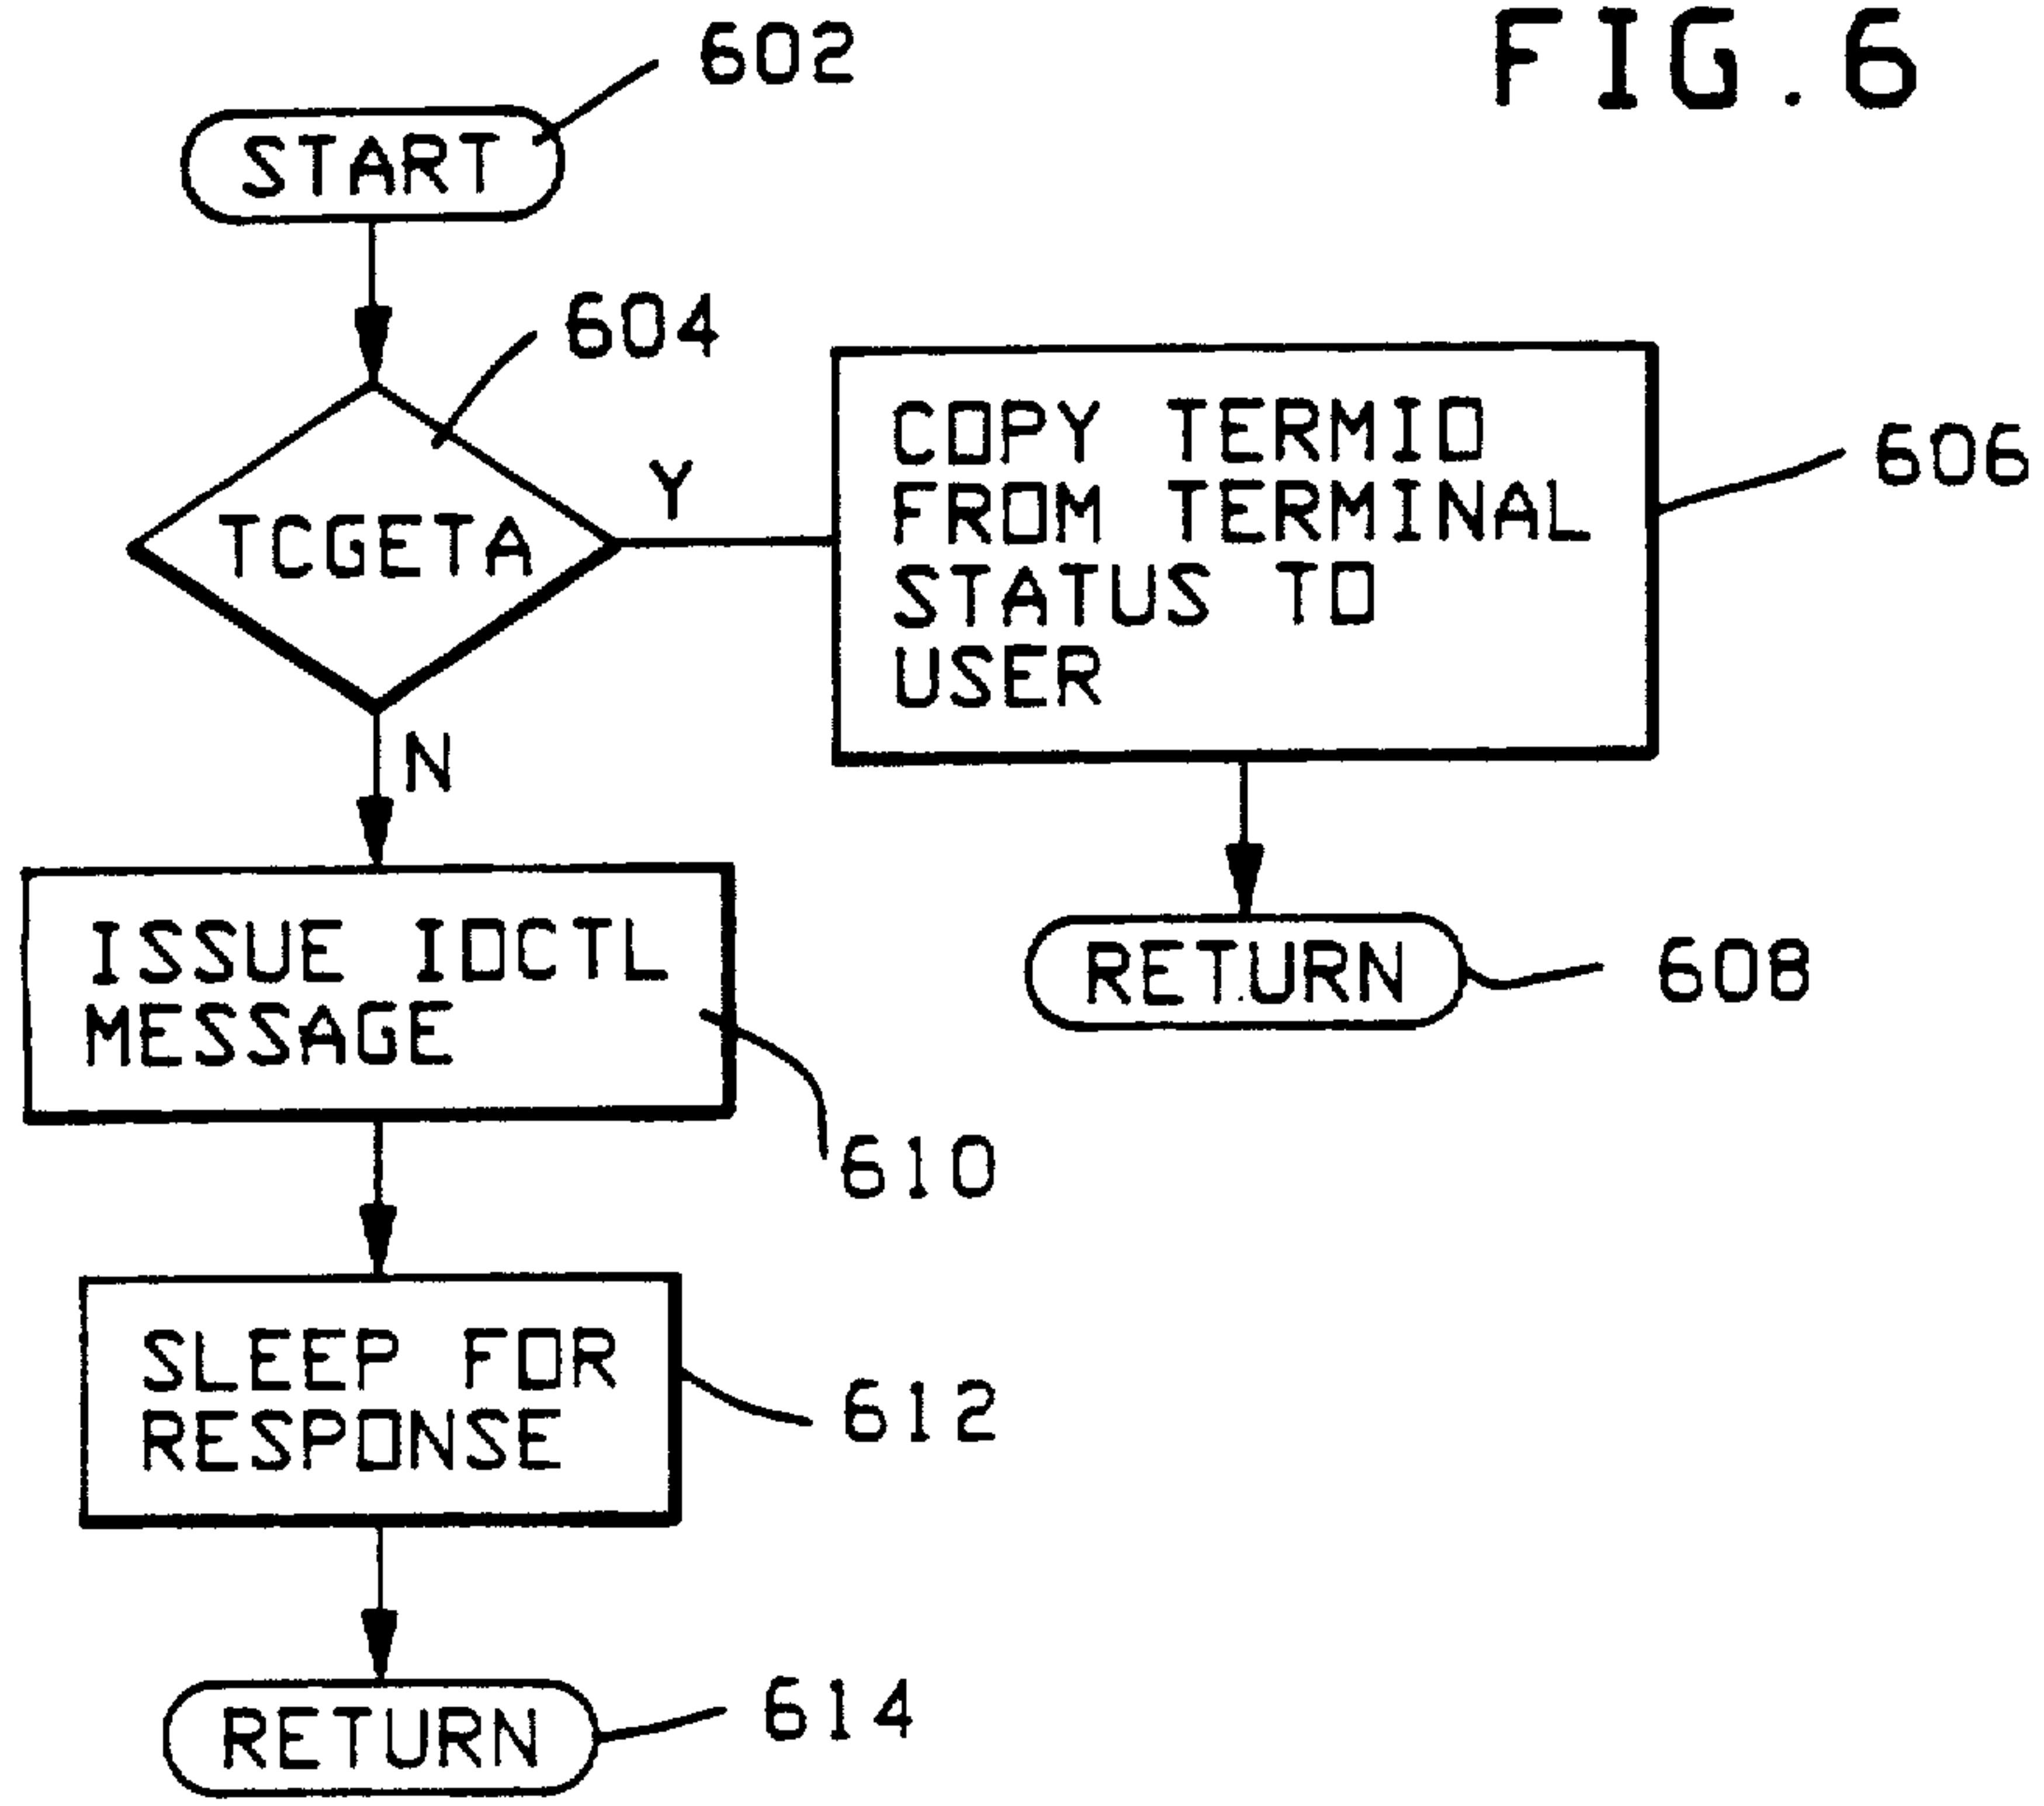 FIG.6
602
START
604
TCGETA
Y
COPY TERMIO
FROM TERMINAL
STATUS TO
USER
606
N
RETURN
608
ISSUE IOCTL
MESSAGE
610
SLEEP FOR
RESPONSE
612
RETURN
614